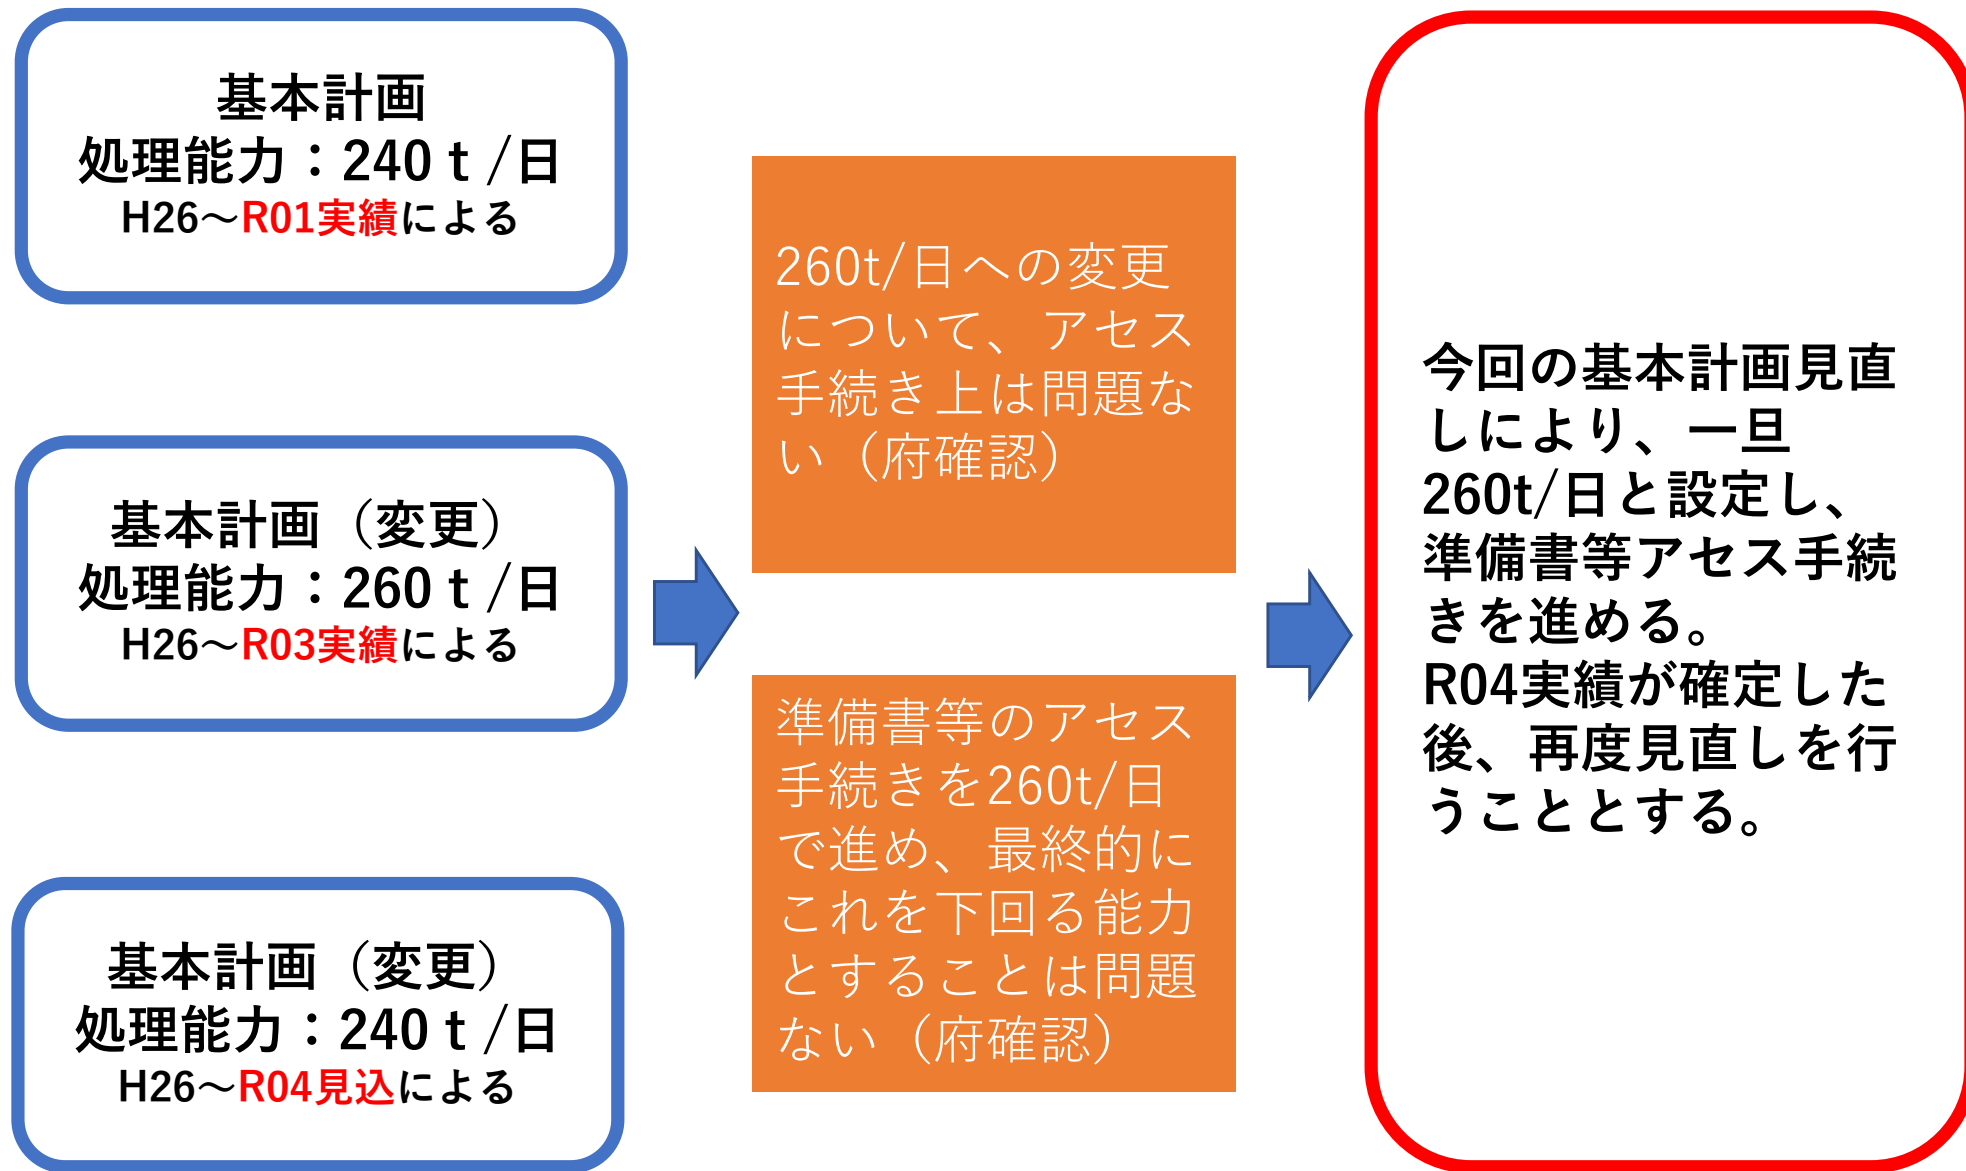 基本計画
処理能力：240ｔ/日
H26～R01実績による
基本計画（変更）
処理能力：260ｔ/日
H26～R03実績による
基本計画（変更）
処理能力：240ｔ/日
H26～R04見込による
260t/日への変更
について、アセス
手続き上は問題な
い（府確認）
準備書等のアセス
手続きを260t/日
で進め、最終的に
これを下回る能力
とすることは問題
ない（府確認）
今回の基本計画見直
しにより、一旦
260t/日と設定し、
準備書等アセス手続
きを進める。
R04実績が確定した
後、再度見直しを行
うこととする。